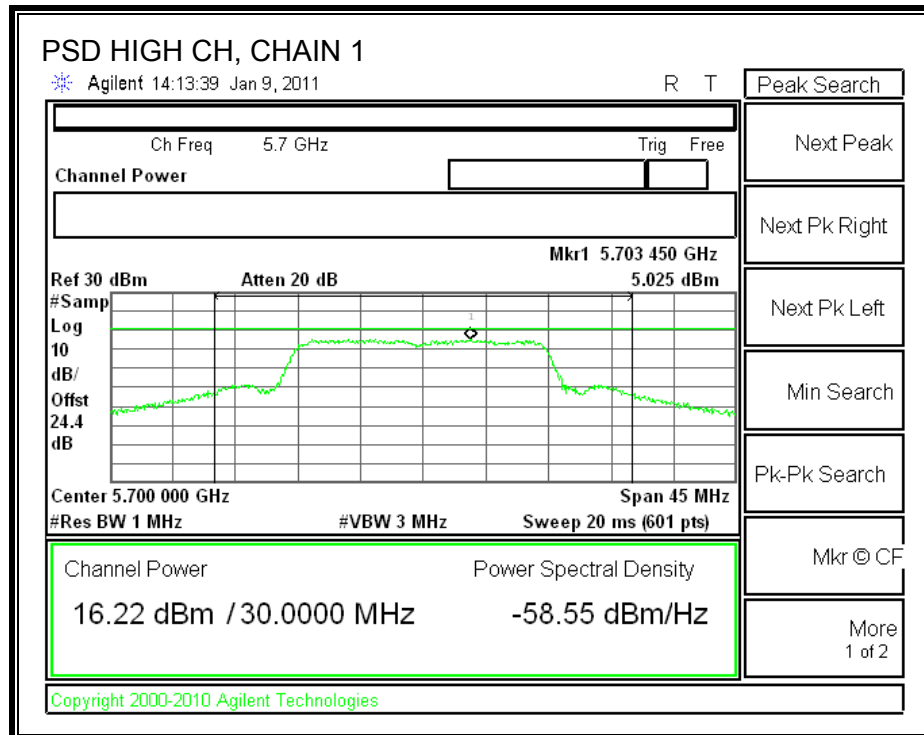 PSD HIGH CH, CHAIN 1
Agilent 14:13:39 Jan 9, 2011 R T
Peak Search
Ch Freq 5.7 GHz Trig Free
Channel Power
Next Peak
Next Pk Right
Mkr1 5.703 450 GHz
Ref 30 dBm Atten 20 dB 5.025 dBm
#Samp
Log
10
dB/
Offst
24.4
dB
1
Next Pk Left
Min Search
Pk-Pk Search
Center 5.700 000 GHz Span 45 MHz
#Res BW 1 MHz #VBW 3 MHz Sweep 20 ms (601 pts)
Channel Power Power Spectral Density
16.22 dBm / 30.0000 MHz -58.55 dBm/Hz
Mkr © CF
More
1 of 2
Copyright 2000-2010 Agilent Technologies